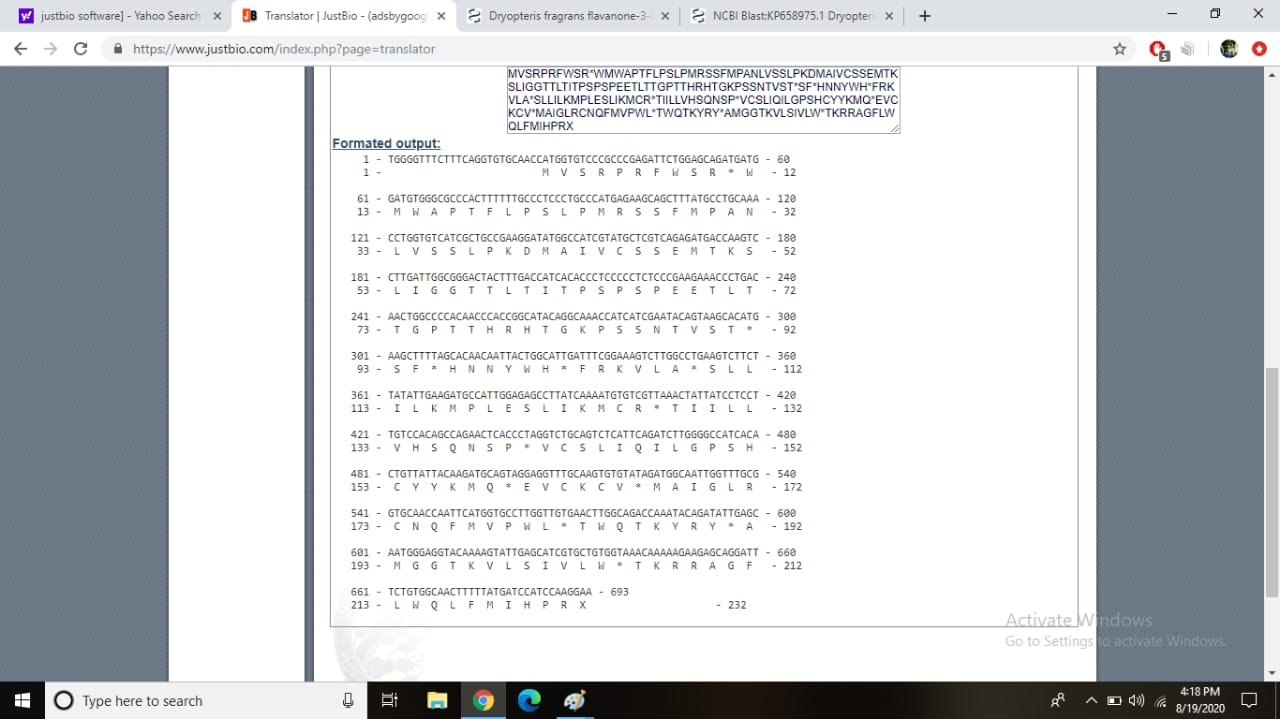 justbio software] - Yahoo Search
Translator | JustBio - (adsbygoog
Dryopteris fragrans flavanone-3-
NCBI Blast:KP658975.1 Dryopteri
https://www.justbio.com/index.php?page=translator
5
MVSRPRFWSR*WMWAPTFLPSLPMRSSFMPANLVSSLPKDMAIVCSSEMTK
SLIGGTTLTITPSPSPEETLTTGPTTHRHTGKPSSNTVST*SF*HNNYWH*FRK
VLA*SLLILKMPLESLIKMCR*TIILLVHSQNSP*VCSLIQILGPSHCYYKMQ*EVC
KCV*MAIGLRCNQFMVPWL*TWQTKYRY*AMGGTKVLSIVLW*TKRRAGFLW
QLFMIHPRX
Formated output:
1 - TGGGGTTTCTTTCAGGTGTGCAACCATGGTGTCCCGCCCGAGATTCTGGAGCAGATGATG - 60
1 - M V S R P R F W S R * W - 12
61 - GATGTGGGCGCCCACTTTTTTGCCCTCCCTGCCCATGAGAAGCAGCTTTATGCCTGCAAA - 120
13 - M W A P T F L P S L P M R S S F M P A N - 32
121 - CCTGGTGTCATCGCTGCCGAAGGATATGGCCATCGTATGCTCGTCAGAGATGACCAAGTC - 180
33 - L V S S L P K D M A I V C S S E M T K S - 52
181 - CTTGATTGGCGGGACTACTTTGACCATCACACCCTCCCCCTCTCCCGAAGAAACCCTGAC - 240
53 - L I G G T T L T I T P S P S P E E T L T - 72
241 - AACTGGCCCCACAACCCACCGGCATACAGGCAAACCATCATCGAATACAGTAAGCACATG - 300
73 - T G P T T H R H T G K P S S N T V S T * - 92
301 - AAGCTTTTAGCACAACAATTACTGGCATTGATTTCGGAAAGTCTTGGCCTGAAGTCTTCT - 360
93 - S F * H N N Y W H * F R K V L A * S L L - 112
361 - TATATTGAAGATGCCATTGGAGAGCCTTATCAAAATGTGTCGTTAAACTATTATCCTCCT - 420
113 - I L K M P L E S L I K M C R * T I I L L - 132
421 - TGTCCACAGCCAGAACTCACCCTAGGTCTGCAGTCTCATTCAGATCTTGGGGCCATCACA - 480
133 - V H S Q N S P * V C S L I Q I L G P S H - 152
481 - CTGTTATTACAAGATGCAGTAGGAGGTTTGCAAGTGTGTATAGATGGCAATTGGTTTGCG - 540
153 - C Y Y K M Q * E V C K C V * M A I G L R - 172
541 - GTGCAACCAATTCATGGTGCCTTGGTTGTGAACTTGGCAGACCAAATACAGATATTGAGC - 600
173 - C N Q F M V P W L * T W Q T K Y R Y * A - 192
601 - AATGGGAGGTACAAAAGTATTGAGCATCGTGCTGTGGTAAACAAAAAGAAGAGCAGGATT - 660
193 - M G G T K V L S I V L W * T K R R A G F - 212
661 - TCTGTGGCAACTTTTTATGATCCATCCAAGGAA - 693
213 - L W Q L F M I H P R X - 232
Activate Windows
Go to Settings to activate Windows.
Type here to search
4:18 PM
8/19/2020